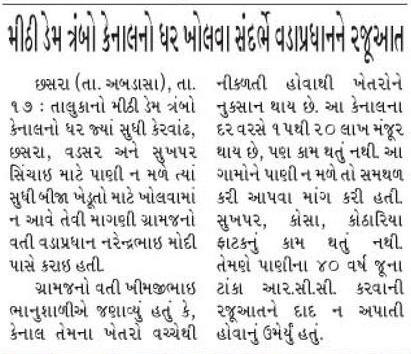 મીઠી ડેમ ત્રંબો કેનાલનો ધર ખોલવા સંદર્ભે વડાપ્રધાનને રજૂઆત
છસરા (તા. અબડાસા), તા.
૧૭ : તાલુકાનો મીઠી ડેમ ત્રંબો
કેનાલનો ધર જ્યાં સુધી કેરવાંઢ,
છસરા, વડસર અને સુખપર
સિંચાઇ માટે પાણી ન મળે ત્યાં
સુધી બીજા ખેડૂતો માટે ખોલવામાં
ન આવે તેવી માગણી ગ્રામજનો
વતી વડાપ્રધાન નરેન્દ્રભાઇ મોદી
પાસે કરાઇ હતી.
ગ્રામજનો વતી ખીમજીભાઇ
ભાનુશાળીએ જણાવ્યું હતું કે,
કેનાલ તેમના ખેતરો વચ્ચેથી
નીકળતી હોવાથી ખેતરોને
નુકસાન થાય છે. આ કેનાલના
દર વરસે ૧૫થી ૨૦ લાખ મંજૂર
થાય છે, પણ કામ થતું નથી. આ
ગામોને પાણી ન મળે તો સમથળ
કરી આપવા માંગ કરી હતી.
સુખપર, કોસા, કોઠારિયા
ફાટકનું કામ થતું નથી.
તેમણે પાણીના ૪૦ વર્ષ જૂના
ટાંકા આર.સી.સી. કરવાની
રજૂઆતને દાદ ન અપાતી
હોવાનું ઉમેર્યું હતું.